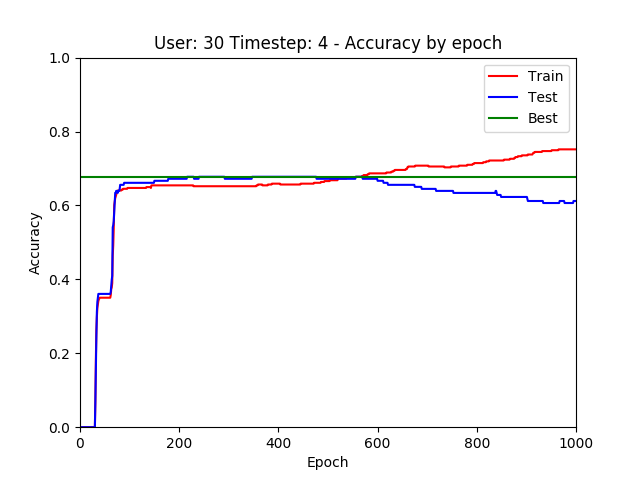 User: 30 Timestep: 4 - Accuracy by epoch
1.0
0.8
0.6
0.4
0.2
0.0
Accuracy
Train
Test
Best
0 200 400 600 800 1000
Epoch